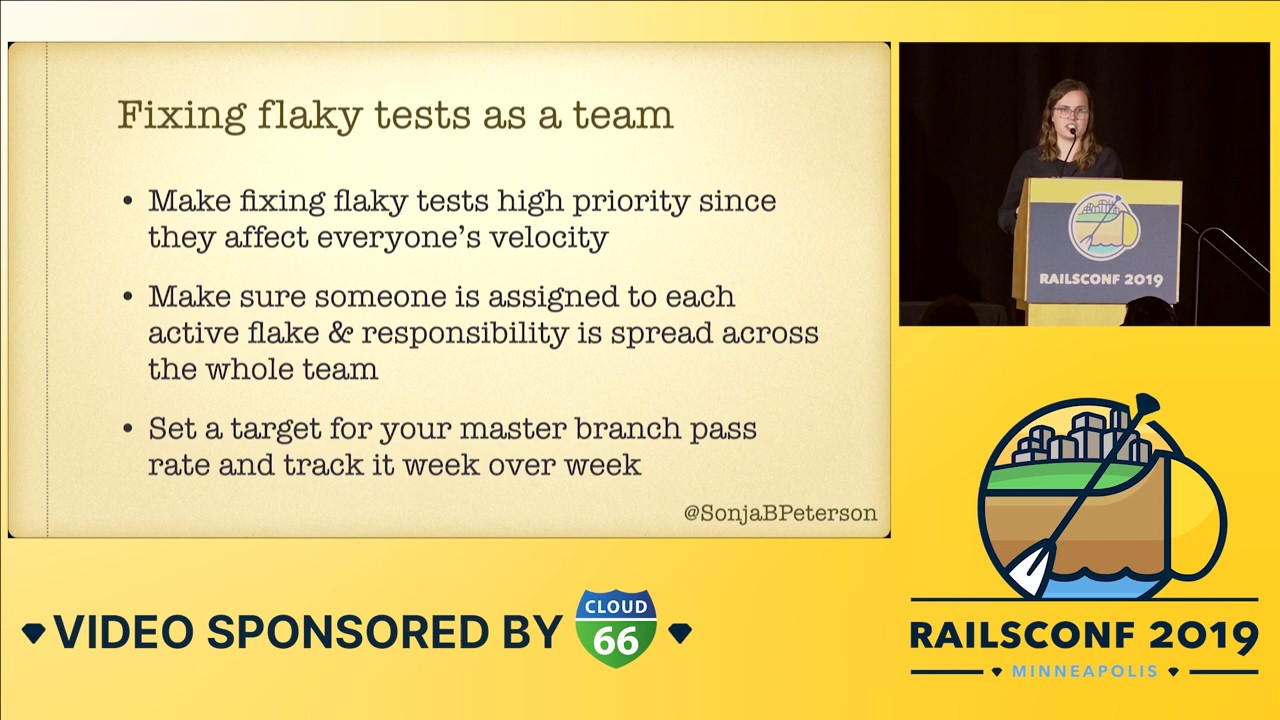 Fixing flaky tests as a team
• Make fixing flaky tests high priority since
they affect everyone’s velocity
• Make sure someone is assigned to each
active flake & responsibility is spread across
the whole team
• Set a target for your master branch pass
rate and track it week over week
@SonjaBPeterson
RAILSCONF 2019
VIDEO SPONSORED BY
CLOUD
66
RAILSCONF 2019
MINNEAPOLIS